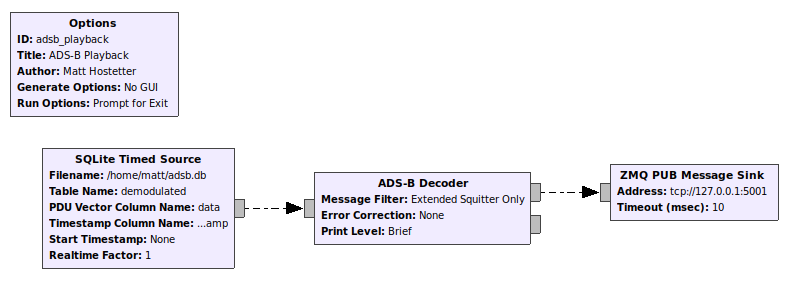 Options
ID: adsb_playback
Title: ADS-B Playback
Author: Matt Hostetter
Generate Options: No GUI
Run Options: Prompt for Exit
SQLite Timed Source
Filename: /home/matt/adsb.db
Table Name: demodulated
PDU Vector Column Name: data
Timestamp Column Name: ...amp
Start Timestamp: None
Realtime Factor: 1
ADS-B Decoder
Message Filter: Extended Squitter Only
Error Correction: None
Print Level: Brief
ZMQ PUB Message Sink
Address: tcp://127.0.0.1:5001
Timeout (msec): 10